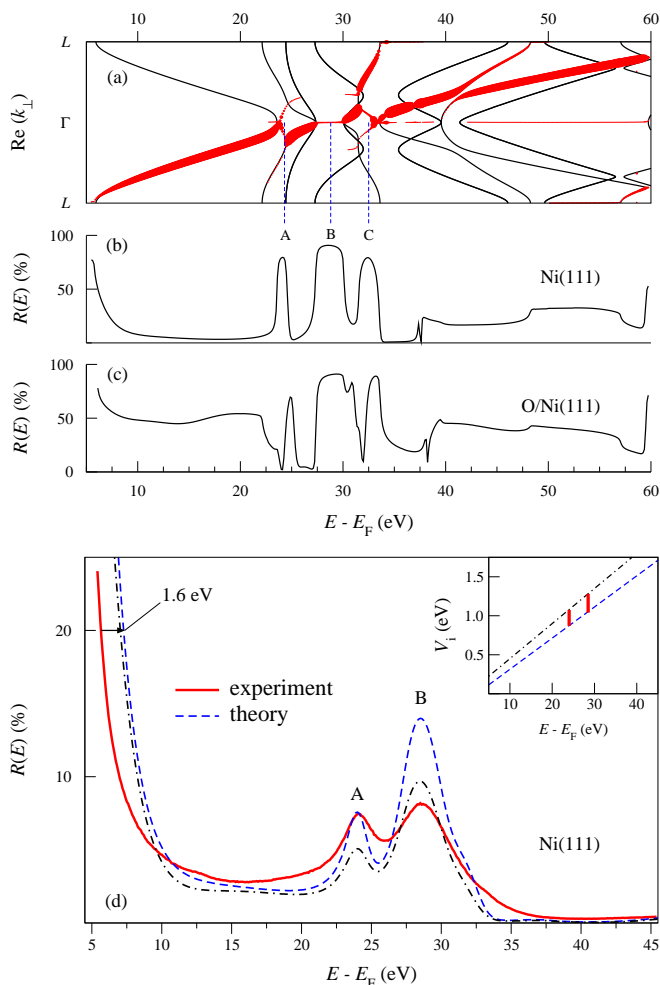 10 20 30 40 50 60
L
Γ
L
Re (k⊥)
(a)
A B C
100
50
R(E) (%)
(b)
Ni(111)
100
50
0
R(E) (%)
(c)
O/Ni(111)
10 20 30 40 50 60
E - EF (eV)
20
10
R(E) (%)
1.6 eV
experiment
theory
A
B
Ni(111)
(d)
5 10 15 20 25 30 35 40 45
E - EF (eV)
1.5
1.0
0.5
Vi (eV)
10 20 30 40
E - EF (eV)